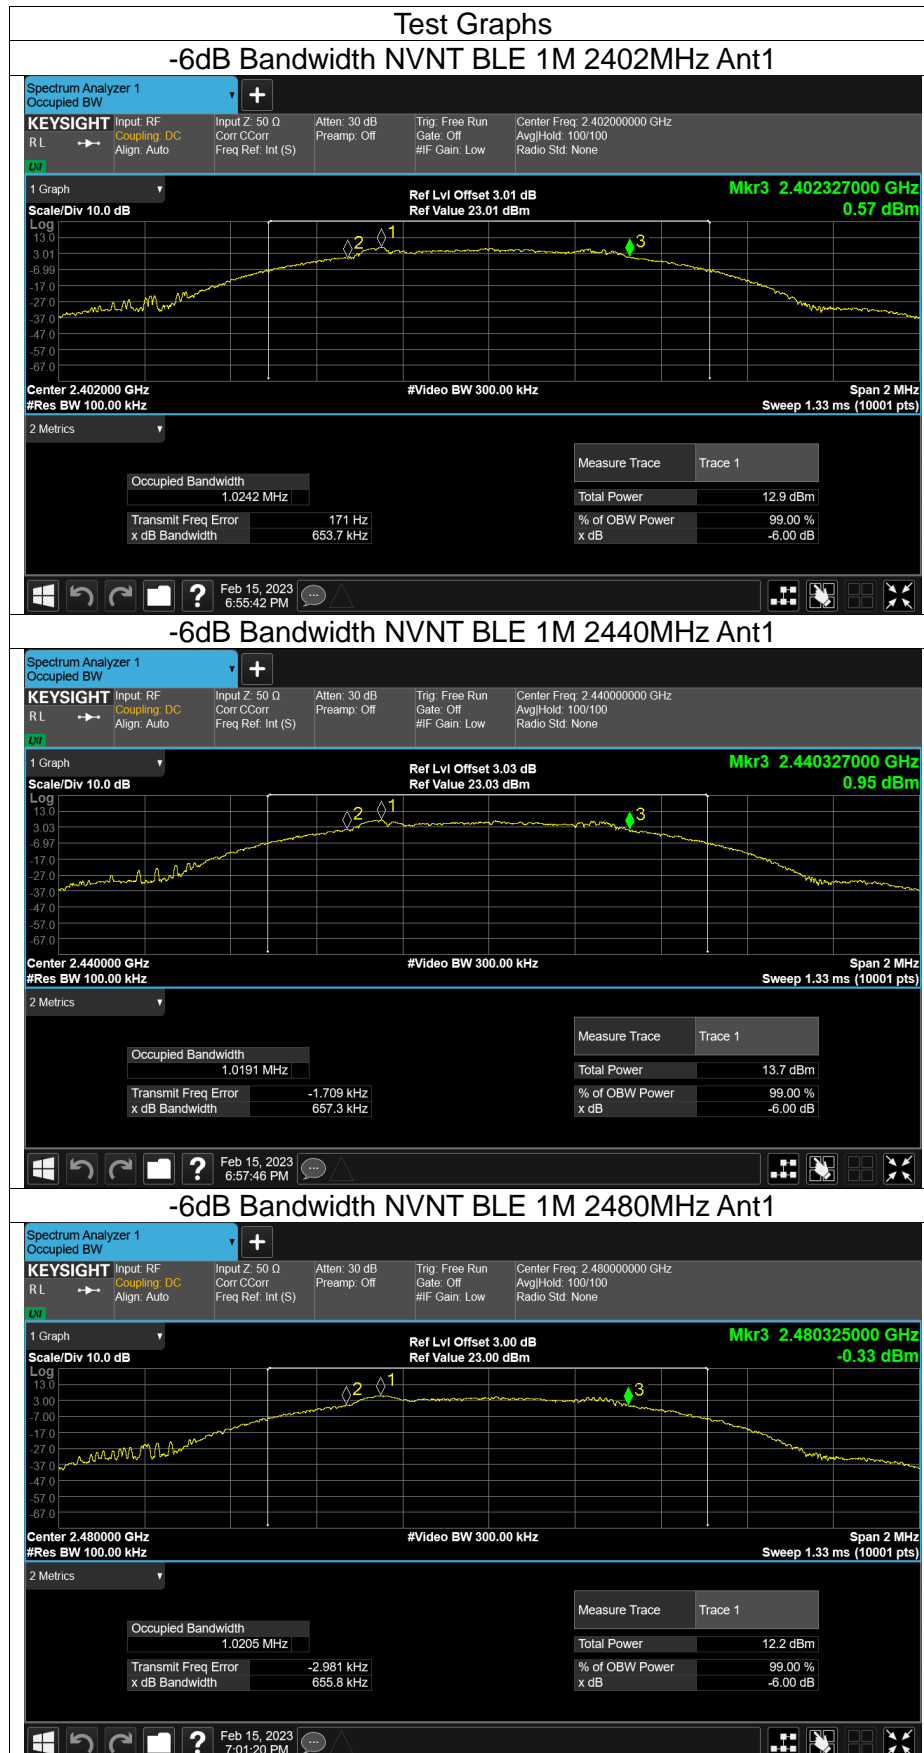 Test Graphs
-6dB Bandwidth NVNT BLE 1M 2402MHz Ant1
Spectrum Analyzer 1
Occupied BW
+
KEYSIGHT Input: RF Input Z: 50 Ω Atten: 30 dB Trig: Free Run Center Freq: 2.402000000 GHz
RL Coupling: DC Corr CCorr Preamp: Off Gate: Off Avg|Hold: 100/100
Align: Auto Freq Ref: Int (S) #IF Gain: Low Radio Std: None
LXI
1 Graph Ref Lvl Offset 3.01 dB Mkr3 2.402327000 GHz
Scale/Div 10.0 dB Ref Value 23.01 dBm 0.57 dBm
Log
13.0
3.01
-6.99
-17.0
-27.0
-37.0
-47.0
-57.0
-67.0
2 1 3
Center 2.402000 GHz #Video BW 300.00 kHz Span 2 MHz
#Res BW 100.00 kHz Sweep 1.33 ms (10001 pts)
2 Metrics
Measure Trace Trace 1
Occupied Bandwidth
1.0242 MHz Total Power 12.9 dBm
Transmit Freq Error 171 Hz % of OBW Power 99.00 %
x dB Bandwidth 653.7 kHz x dB -6.00 dB
? Feb 15, 2023
6:55:42 PM
-6dB Bandwidth NVNT BLE 1M 2440MHz Ant1
Spectrum Analyzer 1
Occupied BW
+
KEYSIGHT Input: RF Input Z: 50 Ω Atten: 30 dB Trig: Free Run Center Freq: 2.440000000 GHz
RL Coupling: DC Corr CCorr Preamp: Off Gate: Off Avg|Hold: 100/100
Align: Auto Freq Ref: Int (S) #IF Gain: Low Radio Std: None
LXI
1 Graph Ref Lvl Offset 3.03 dB Mkr3 2.440327000 GHz
Scale/Div 10.0 dB Ref Value 23.03 dBm 0.95 dBm
Log
13.0
3.03
-6.97
-17.0
-27.0
-37.0
-47.0
-57.0
-67.0
2 1 3
Center 2.440000 GHz #Video BW 300.00 kHz Span 2 MHz
#Res BW 100.00 kHz Sweep 1.33 ms (10001 pts)
2 Metrics
Measure Trace Trace 1
Occupied Bandwidth
1.0191 MHz Total Power 13.7 dBm
Transmit Freq Error -1.709 kHz % of OBW Power 99.00 %
x dB Bandwidth 657.3 kHz x dB -6.00 dB
? Feb 15, 2023
6:57:46 PM
-6dB Bandwidth NVNT BLE 1M 2480MHz Ant1
Spectrum Analyzer 1
Occupied BW
+
KEYSIGHT Input: RF Input Z: 50 Ω Atten: 30 dB Trig: Free Run Center Freq: 2.480000000 GHz
RL Coupling: DC Corr CCorr Preamp: Off Gate: Off Avg|Hold: 100/100
Align: Auto Freq Ref: Int (S) #IF Gain: Low Radio Std: None
LXI
1 Graph Ref Lvl Offset 3.00 dB Mkr3 2.480325000 GHz
Scale/Div 10.0 dB Ref Value 23.00 dBm -0.33 dBm
Log
13.0
3.00
-7.00
-17.0
-27.0
-37.0
-47.0
-57.0
-67.0
2 1 3
Center 2.480000 GHz #Video BW 300.00 kHz Span 2 MHz
#Res BW 100.00 kHz Sweep 1.33 ms (10001 pts)
2 Metrics
Measure Trace Trace 1
Occupied Bandwidth
1.0205 MHz Total Power 12.2 dBm
Transmit Freq Error -2.981 kHz % of OBW Power 99.00 %
x dB Bandwidth 655.8 kHz x dB -6.00 dB
? Feb 15, 2023
7:01:20 PM